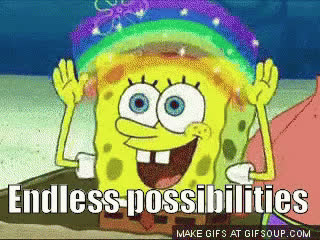 Endless possibilities
MAKE GIFS AT GIFSOUP.COM